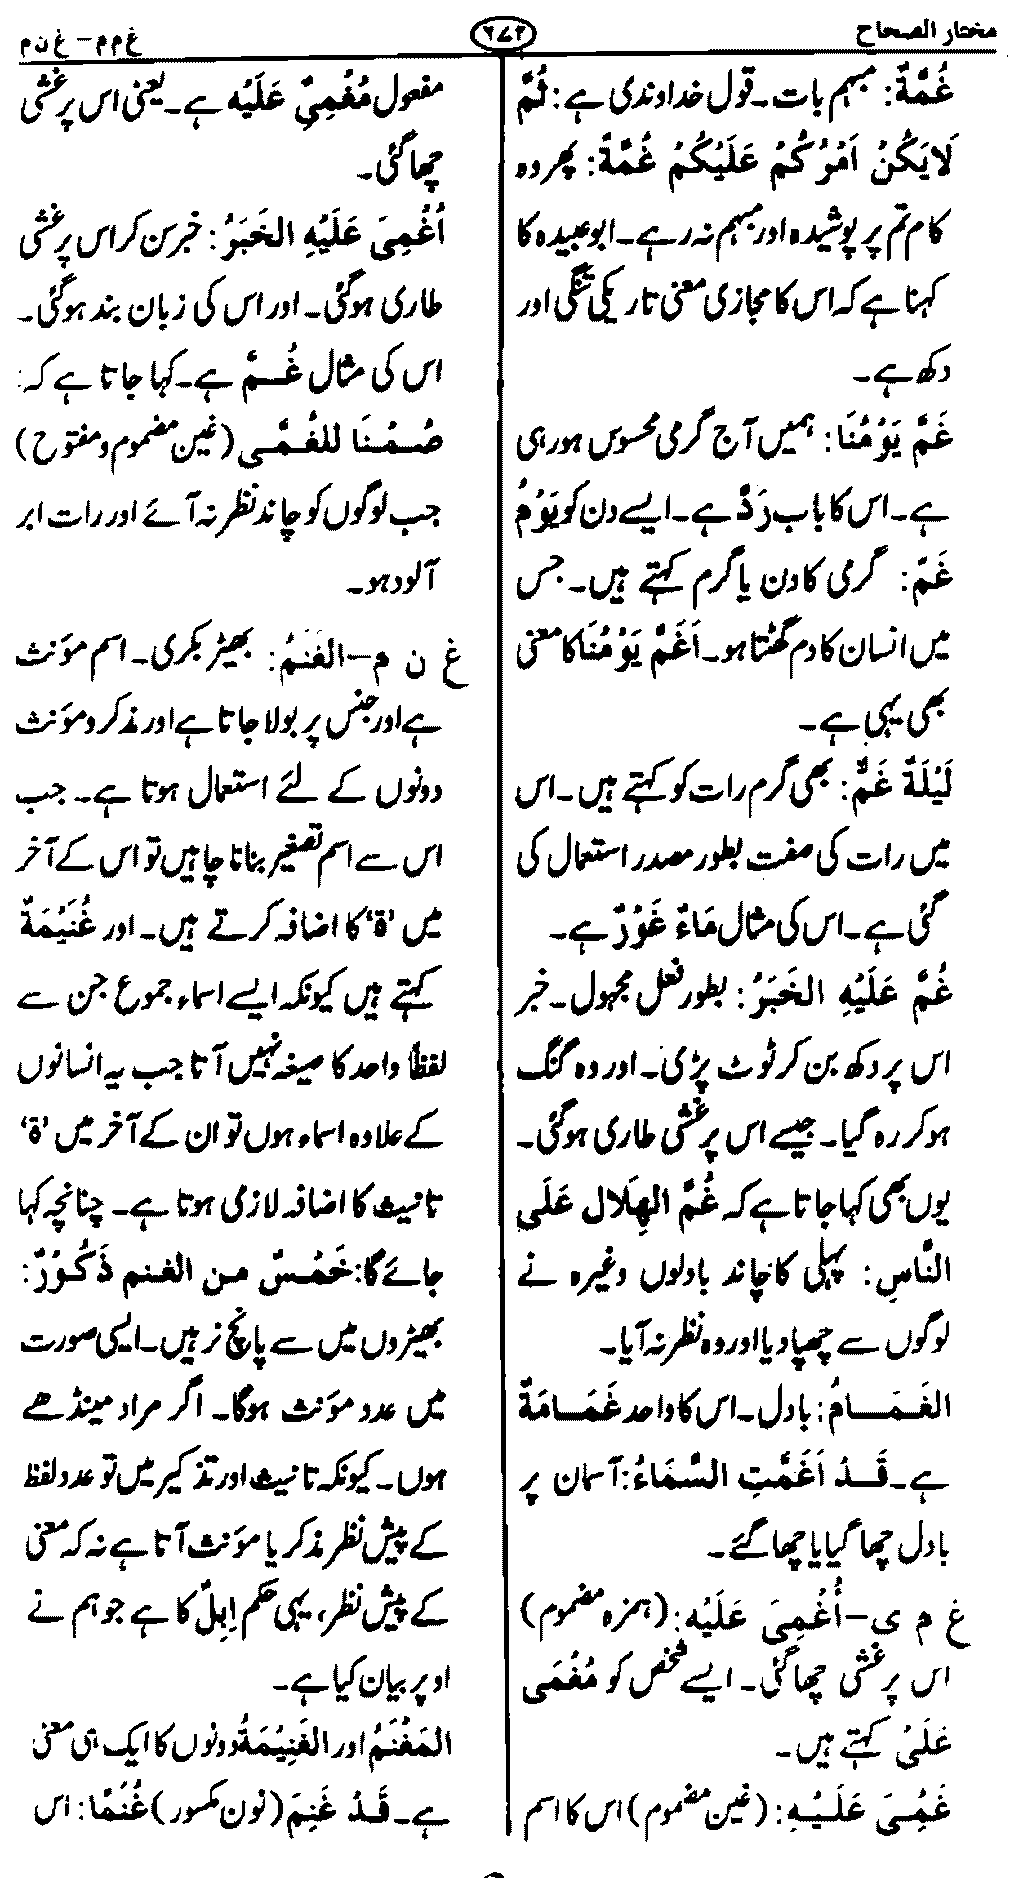 مختار الصحاح
٦٧٢
غ م م – غ ن م
غُمَّةٌ: مبہم بات۔ قول خداوندی ہے: ثُمَّ
لَايَكُنْ اَمْرُكُمْ عَلَيْكُمْ غُمَّةً: پھر وہ
کام تم پر پوشیدہ اور مبہم نہ رہے۔ ابو عبیدہ کا
کہنا ہے کہ اس کا مجازی معنی تاریکی تنگی اور
دکھ ہے۔
غَمَّ يَوْمُنَا: ہمیں آج گرمی محسوس ہو رہی
ہے۔ اس کا باب رَدَّ ہے۔ ایسے دن کو يَوْمٌ
غَمٌّ: گرمی کا دن یا گرم کہتے ہیں۔ جس
میں انسان کا دم گھٹتا ہو۔ اَغَمَّ يَوْمُنَا کا معنی
بھی یہی ہے۔
لَيْلَةٌ غَمٌّ: بھی گرم رات کو کہتے ہیں۔ اس
میں رات کی صفت بطور مصدر استعمال کی
گئی ہے۔ اس کی مثال مَاءٌ غَوْرٌ ہے۔
غُمَّ عَلَيْهِ الخَبَرُ: بطور فعل مجہول۔ خبر
اس پر دکھ بن کر ٹوٹ پڑی۔ اور وہ گنگ
ہو کر رہ گیا۔ جیسے اس پر غشی طاری ہو گئی۔
یوں بھی کہا جاتا ہے کہ غُمَّ الهِلَال عَلَى
النَّاسِ: پہلی کا چاند بادلوں وغیرہ نے
لوگوں سے چھپا دیا اور وہ نظر نہ آیا۔
الغَمَامُ: بادل۔ اس کا واحد غَمَامَةٌ
ہے۔ قَدْ اَغَمَّتِ السَّمَاءُ: آسمان پر
بادل چھا گیا یا چھا گئے۔
غ م ی – أُغْمِيَ عَلَيْهِ: (ہمزہ مضموم)
اس پر غشی چھا گئی۔ ایسے شخص کو مُغْمَى
عَلَىٰ کہتے ہیں۔
غُمِيَ عَلَيْهِ: (غین مضموم) اس کا اسم
مفعول مُغْمِيٌ عَلَيْه ہے۔ یعنی اس پر غشی
چھا گئی۔
اُغْمِيَ عَلَيْهِ الخَبَرُ: خبر سن کر اس پر غشی
طاری ہو گئی۔ اور اس کی زبان بند ہو گئی۔
اس کی مثال غُمَّ ہے۔ کہا جاتا ہے کہ:
صُمْنَا للغُمَّى (غین مضموم و مفتوح)
جب لوگوں کو چاند نظر نہ آئے اور رات ابر
آلود ہو۔
غ ن م – الغَنَمُ: بھیڑ بکری۔ اسم مؤنث
ہے اور جنس پر بولا جاتا ہے اور مذکر و مؤنث
دونوں کے لئے استعمال ہوتا ہے۔ جب
اس سے اسم تصغیر بنانا چاہیں تو اس کے آخر
میں ’ة‘ کا اضافہ کرتے ہیں۔ اور غُنَيْمَةٌ
کہتے ہیں کیونکہ ایسے اسماء جموع جن سے
لفظاً واحد کا صیغہ نہیں آتا جب یہ انسانوں
کے علاوہ اسماء ہوں تو ان کے آخر میں ’ة‘
تانیث کا اضافہ لازمی ہوتا ہے۔ چنانچہ کہا
جائے گا: خَمْسٌ من الغنم ذَكُوْرٌ:
بھیڑوں میں سے پانچ نر ہیں۔ ایسی صورت
میں عدد مؤنث ہوگا۔ اگر مراد مینڈھے
ہوں۔ کیونکہ تانیث اور تذکیر میں تو عدد لفظ
کے پیش نظر مذکر یا مؤنث آتا ہے نہ کہ معنی
کے پیش نظر، یہی حکم اِبِلٌ کا ہے جو ہم نے
اوپر بیان کیا ہے۔
المَغْنَمُ اور الغَنِيْمَةُ دونوں کا ایک ہی معنی
ہے۔ قَدْ غَنِمَ (نون مکسور) غُنْمًا: اس